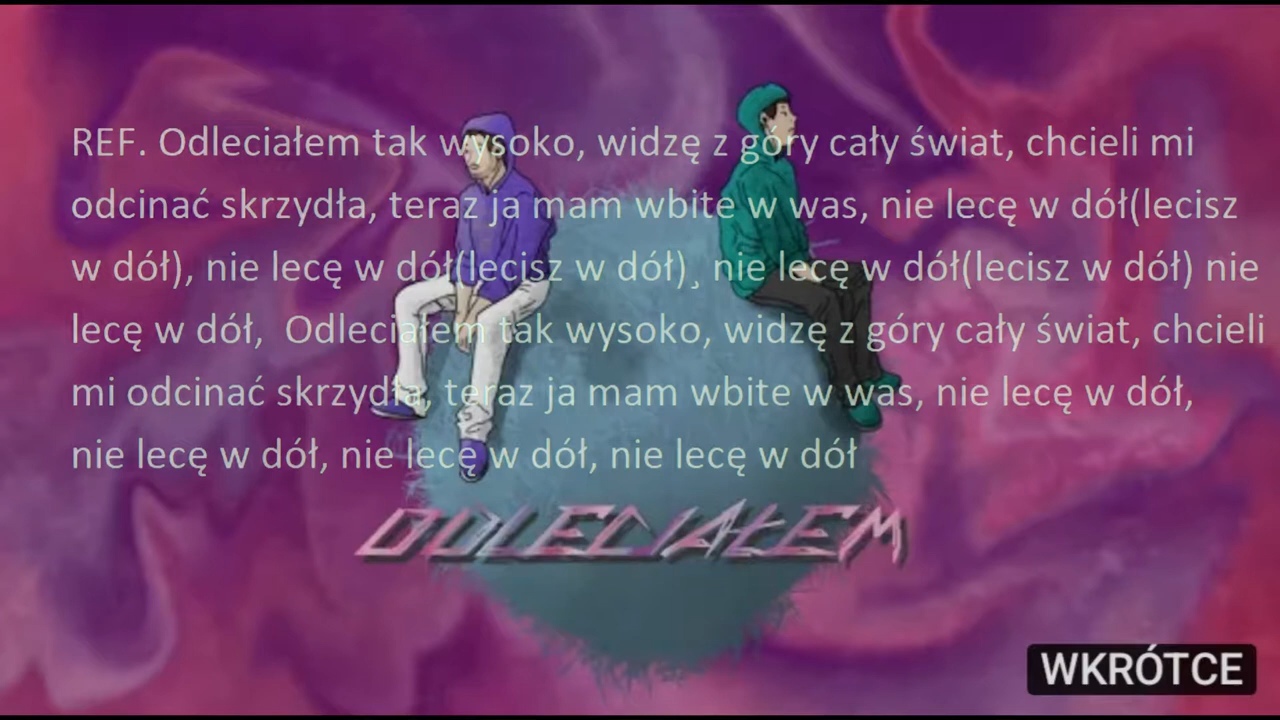 REF. Odleciałem tak wysoko, widzę z góry cały świat, chcieli mi
odcinać skrzydła, teraz ja mam wbite w was, nie lecę w dół(lecisz
w dół), nie lecę w dół(lecisz w dół)¸ nie lecę w dół(lecisz w dół) nie
lecę w dół,  Odleciałem tak wysoko, widzę z góry cały świat, chcieli
mi odcinać skrzydła, teraz ja mam wbite w was, nie lecę w dół,
nie lecę w dół, nie lecę w dół, nie lecę w dół
ODLECIAŁEM
WKRÓTCE